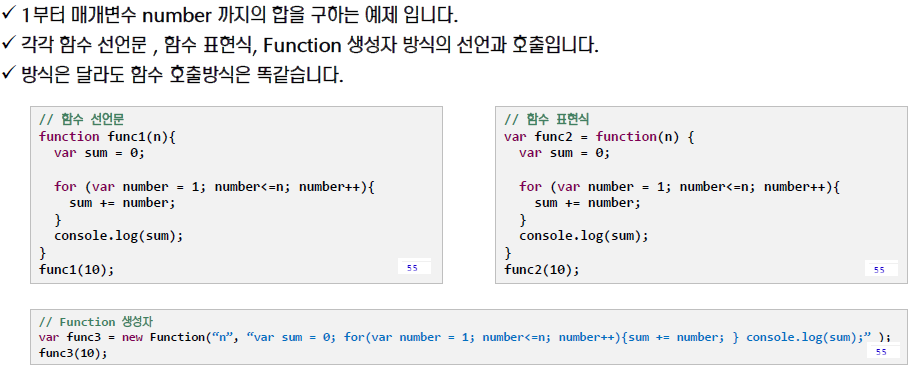 ✓ 1부터 매개변수 number 까지의 합을 구하는 예제 입니다.
✓ 각각 함수 선언문 , 함수 표현식, Function 생성자 방식의 선언과 호출입니다.
✓ 방식은 달라도 함수 호출방식은 똑같습니다.
// 함수 선언문
function func1(n){
  var sum = 0;
  for (var number = 1; number<=n; number++){
    sum += number;
  }
  console.log(sum);
}
func1(10);
55
// 함수 표현식
var func2 = function(n) {
  var sum = 0;
  for (var number = 1; number<=n; number++){
    sum += number;
  }
  console.log(sum);
}
func2(10);
55
// Function 생성자
var func3 = new Function(“n”, “var sum = 0; for(var number = 1; number<=n; number++){sum += number; } console.log(sum);” );
func3(10);
55